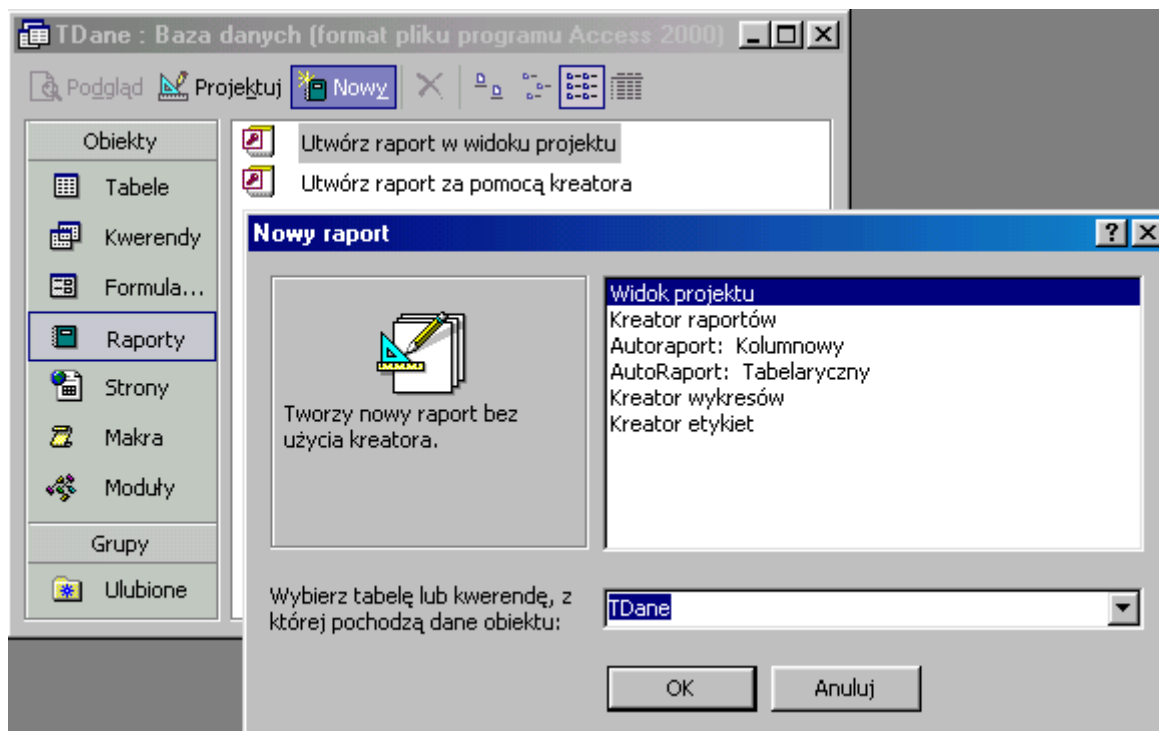 TDane : Baza danych (format pliku programu Access 2000)
Podgląd Projektuj Nowy
Obiekty
Tabele
Kwerendy
Formula...
Raporty
Strony
Makra
Moduły
Grupy
Ulubione
Utwórz raport w widoku projektu
Utwórz raport za pomocą kreatora
Nowy raport
Tworzy nowy raport bez
użycia kreatora.
Widok projektu
Kreator raportów
Autoraport: Kolumnowy
AutoRaport: Tabelaryczny
Kreator wykresów
Kreator etykiet
Wybierz tabelę lub kwerendę, z
której pochodzą dane obiektu:
TDane
OK Anuluj